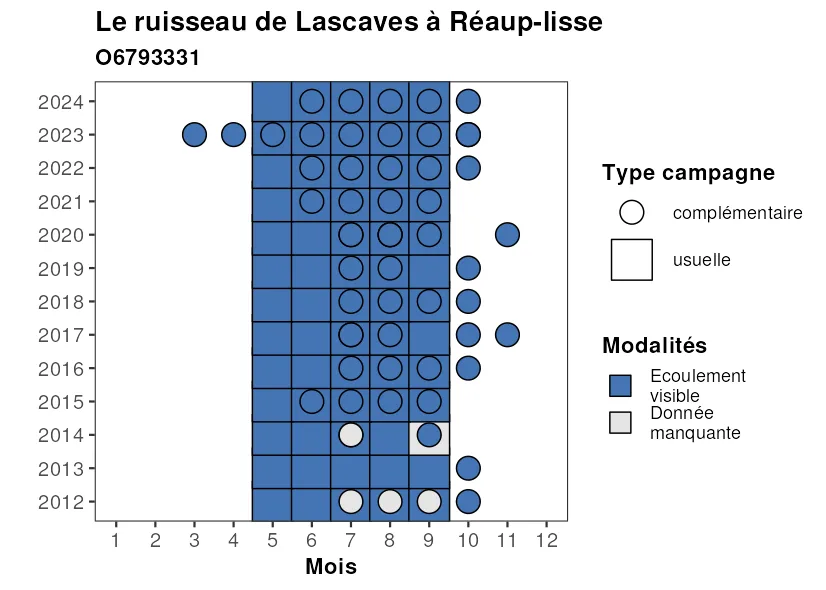 Le ruisseau de Lascaves à Réaup-lisse
O6793331
2024
2023
2022
2021
2020
2019
2018
2017
2016
2015
2014
2013
2012
1 2 3 4 5 6 7 8 9 10 11 12
Mois
Type campagne
complémentaire
usuelle
Modalités
Ecoulement
visible
Donnée
manquante